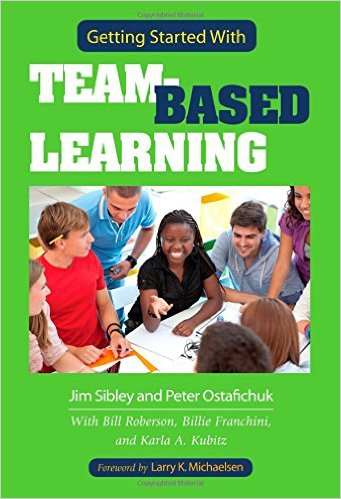 Getting Started With
TEAM-
BASED
LEARNING
Jim Sibley and Peter Ostafichuk
With Bill Roberson, Billie Franchini,
and Karla A. Kubitz
Foreword by Larry K. Michaelsen